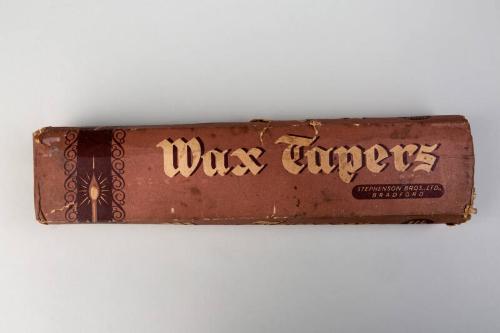 Wax Tapers
STEPHENSON BROS., LTD.,
BRADFORD